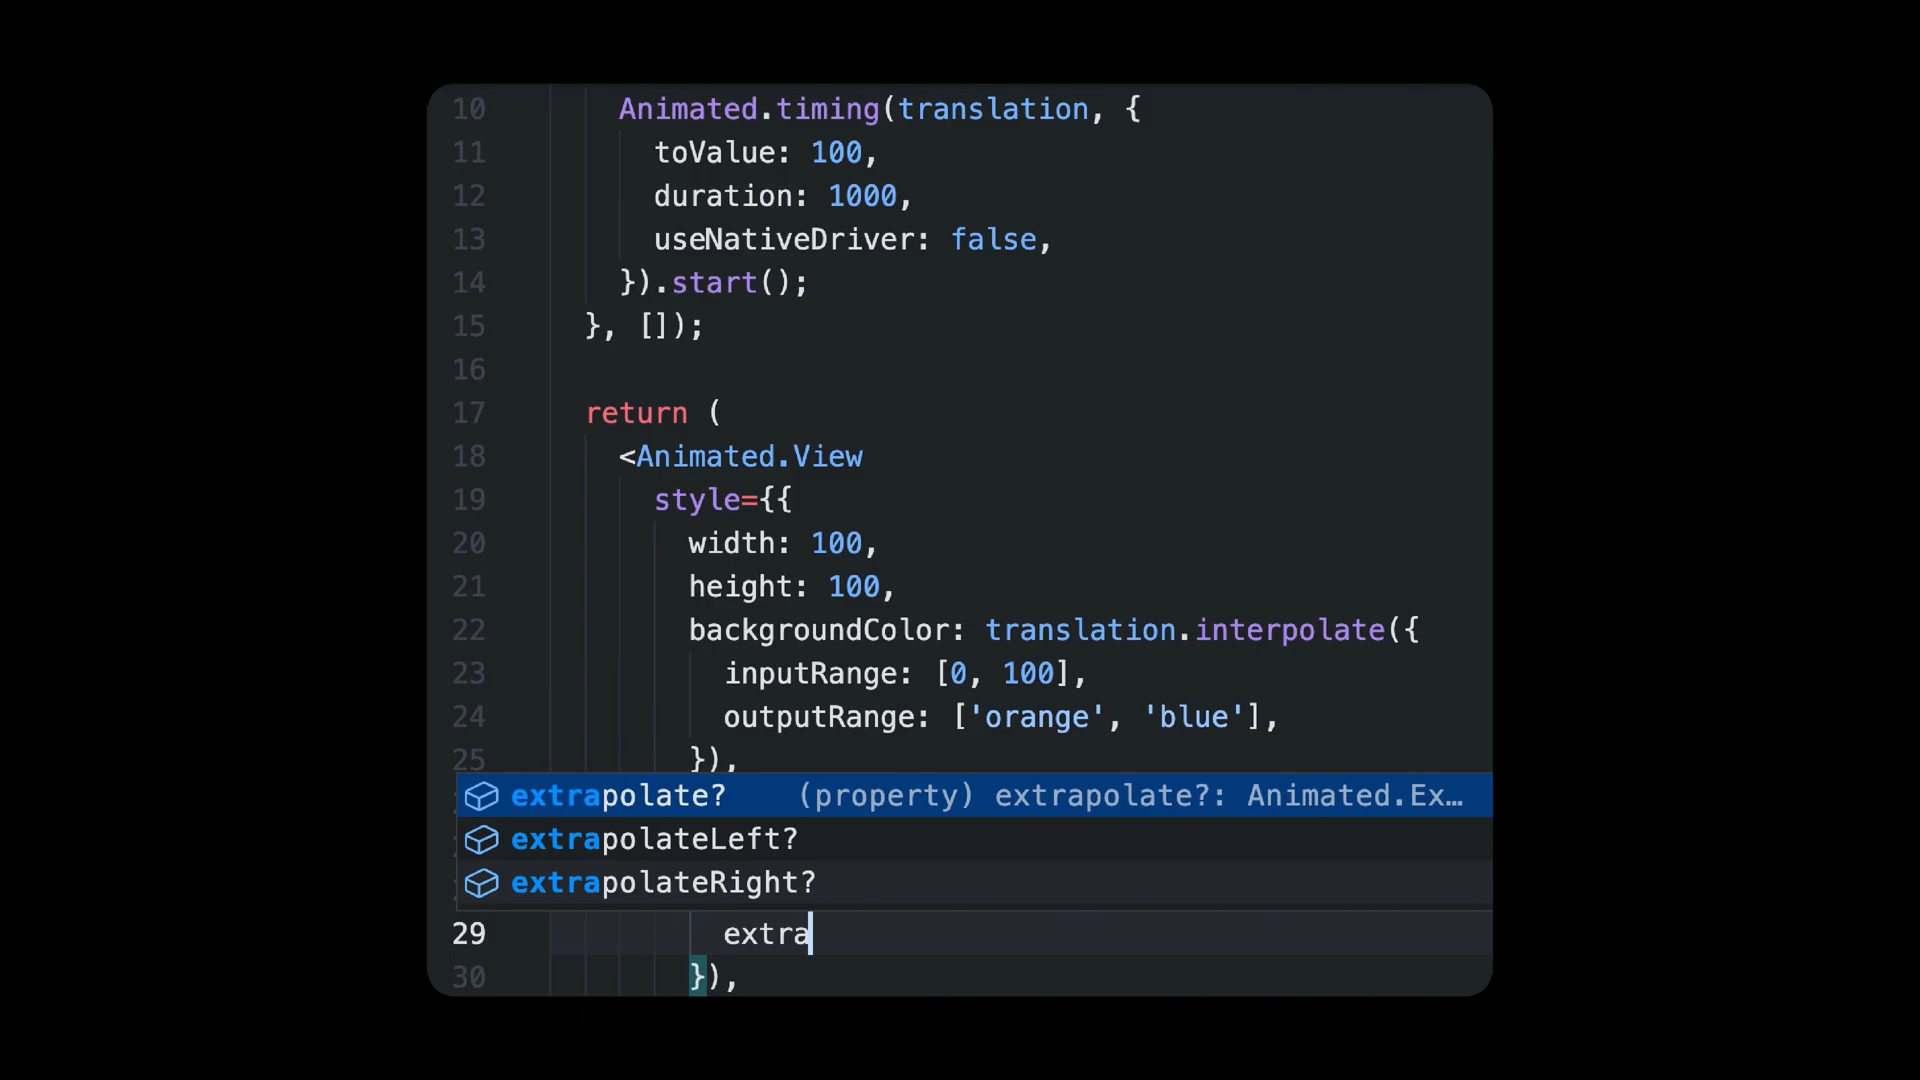 10 Animated.timing(translation, {
11 toValue: 100,
12 duration: 1000,
13 useNativeDriver: false,
14 }).start();
15 }, []);
16
17 return (
18 <Animated.View
19 style={{
20 width: 100,
21 height: 100,
22 backgroundColor: translation.interpolate({
23 inputRange: [0, 100],
24 outputRange: ['orange', 'blue'],
25 }),
extrapolate? (property) extrapolate?: Animated.Ex…
extrapolateLeft?
extrapolateRight?
29 extra
30 }),